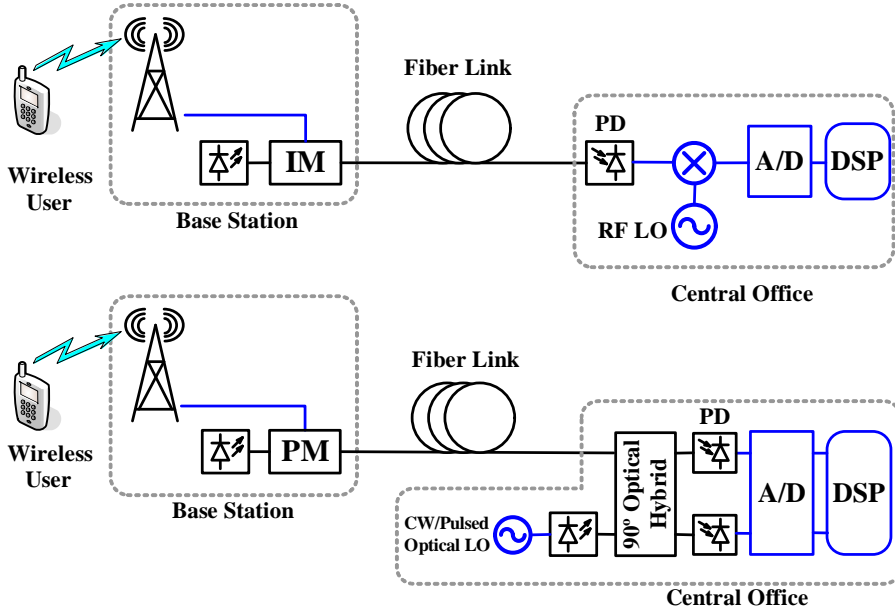 Fiber Link
PD
IM
A/D
DSP
Wireless
User
Base Station
RF LO
Central Office
Fiber Link
PD
Wireless
User
PM
90º Optical
Hybrid
A/D
DSP
Base Station
CW/Pulsed
Optical LO
Central Office